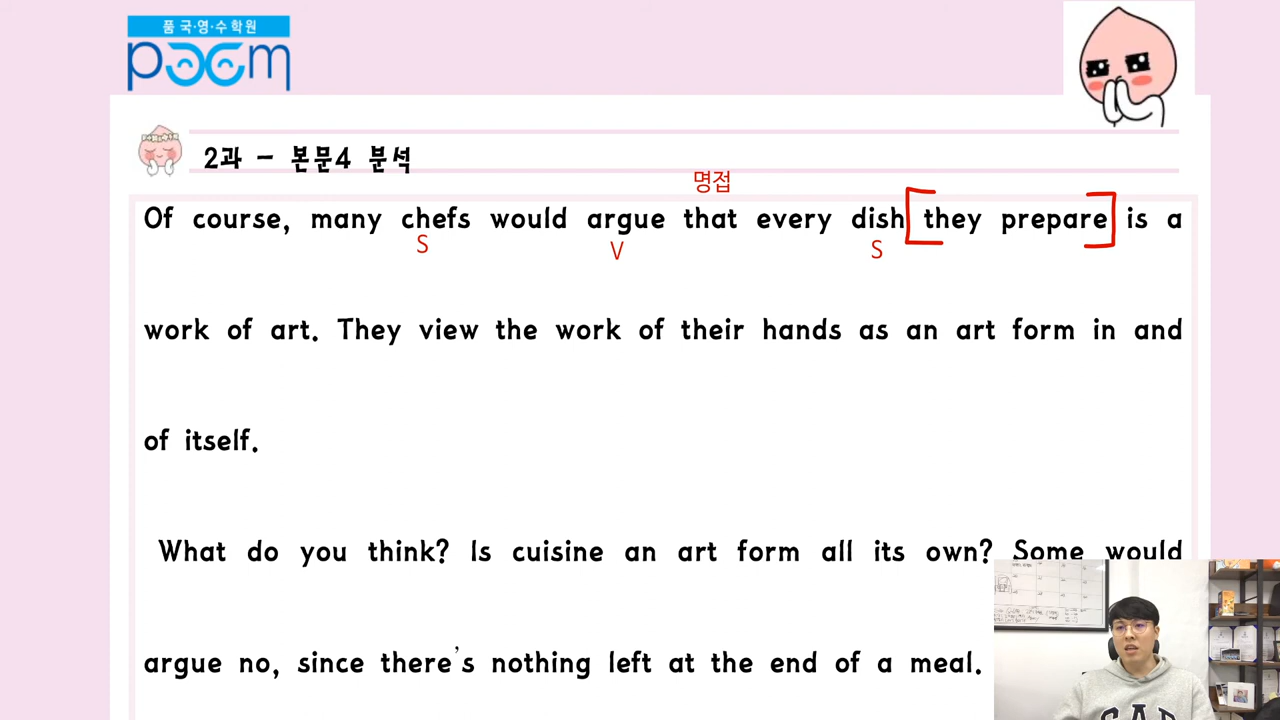 품 국·영·수학원
poem
2과 - 본문4 분석
명접
Of course, many chefs would argue that every dish they prepare is a
S V S
work of art. They view the work of their hands as an art form in and
of itself.
What do you think? Is cuisine an art form all its own? Some would
argue no, since there's nothing left at the end of a meal.
GAP